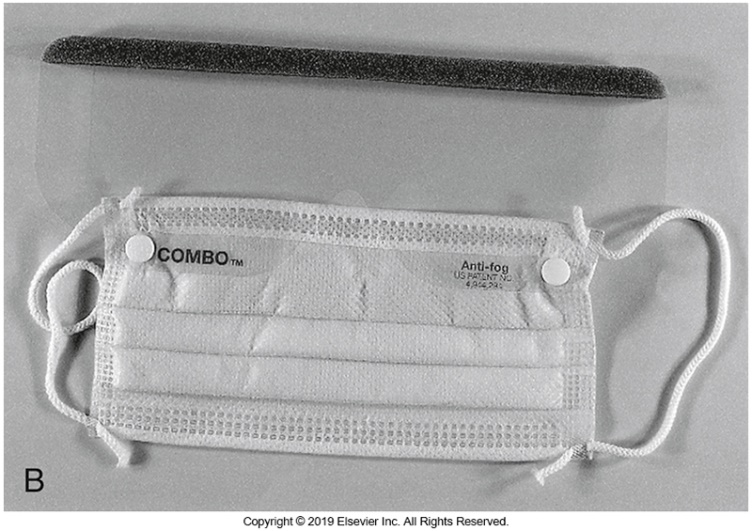 COMBO™
Anti-fog
US PATENT NO
B
Copyright © 2019 Elsevier Inc. All Rights Reserved.